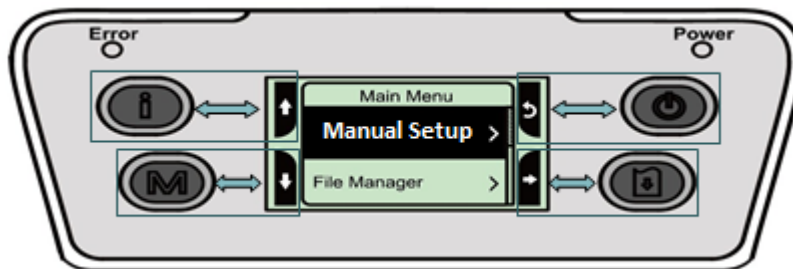 Error
Power
i
Main Menu
Manual Setup >
M
File Manager >